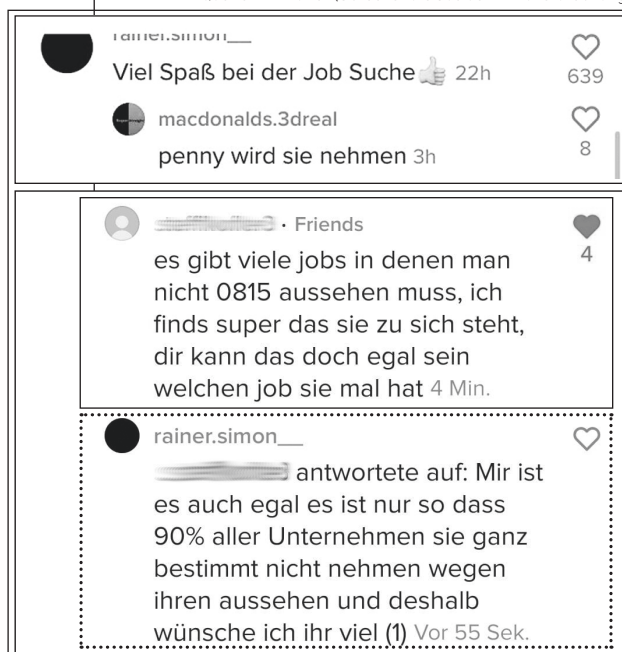 rainer.simon__
Viel Spaß bei der Job Suche👍 22h
639
macdonalds.3dreal
penny wird sie nehmen 3h
8
· Friends
es gibt viele jobs in denen man
nicht 0815 aussehen muss, ich
finds super das sie zu sich steht,
dir kann das doch egal sein
welchen job sie mal hat 4 Min.
4
rainer.simon__
antwortete auf: Mir ist
es auch egal es ist nur so dass
90% aller Unternehmen sie ganz
bestimmt nicht nehmen wegen
ihren aussehen und deshalb
wünsche ich ihr viel (1) Vor 55 Sek.